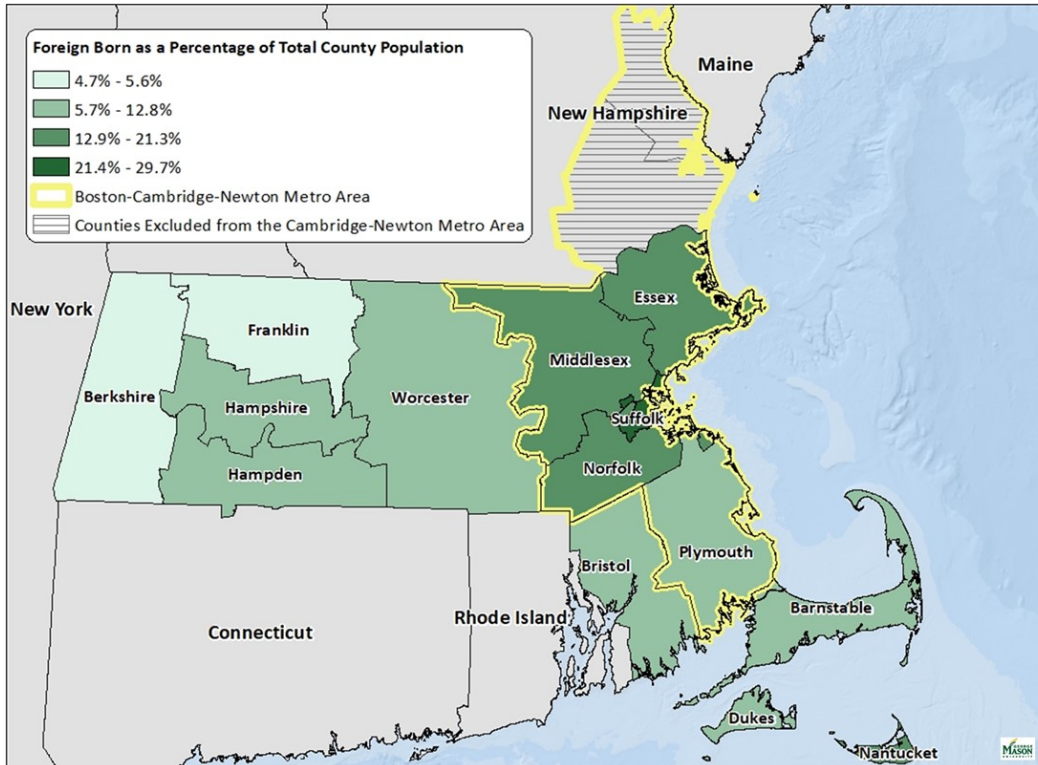 Foreign Born as a Percentage of Total County Population
4.7% - 5.6%
5.7% - 12.8%
12.9% - 21.3%
21.4% - 29.7%
Boston-Cambridge-Newton Metro Area
Counties Excluded from the Cambridge-Newton Metro Area
Maine
New Hampshire
New York
Essex
Franklin
Middlesex
Berkshire
Worcester
Hampshire
Suffolk
Norfolk
Hampden
Plymouth
Bristol
Barnstable
Rhode Island
Connecticut
Dukes
Nantucket
MASON